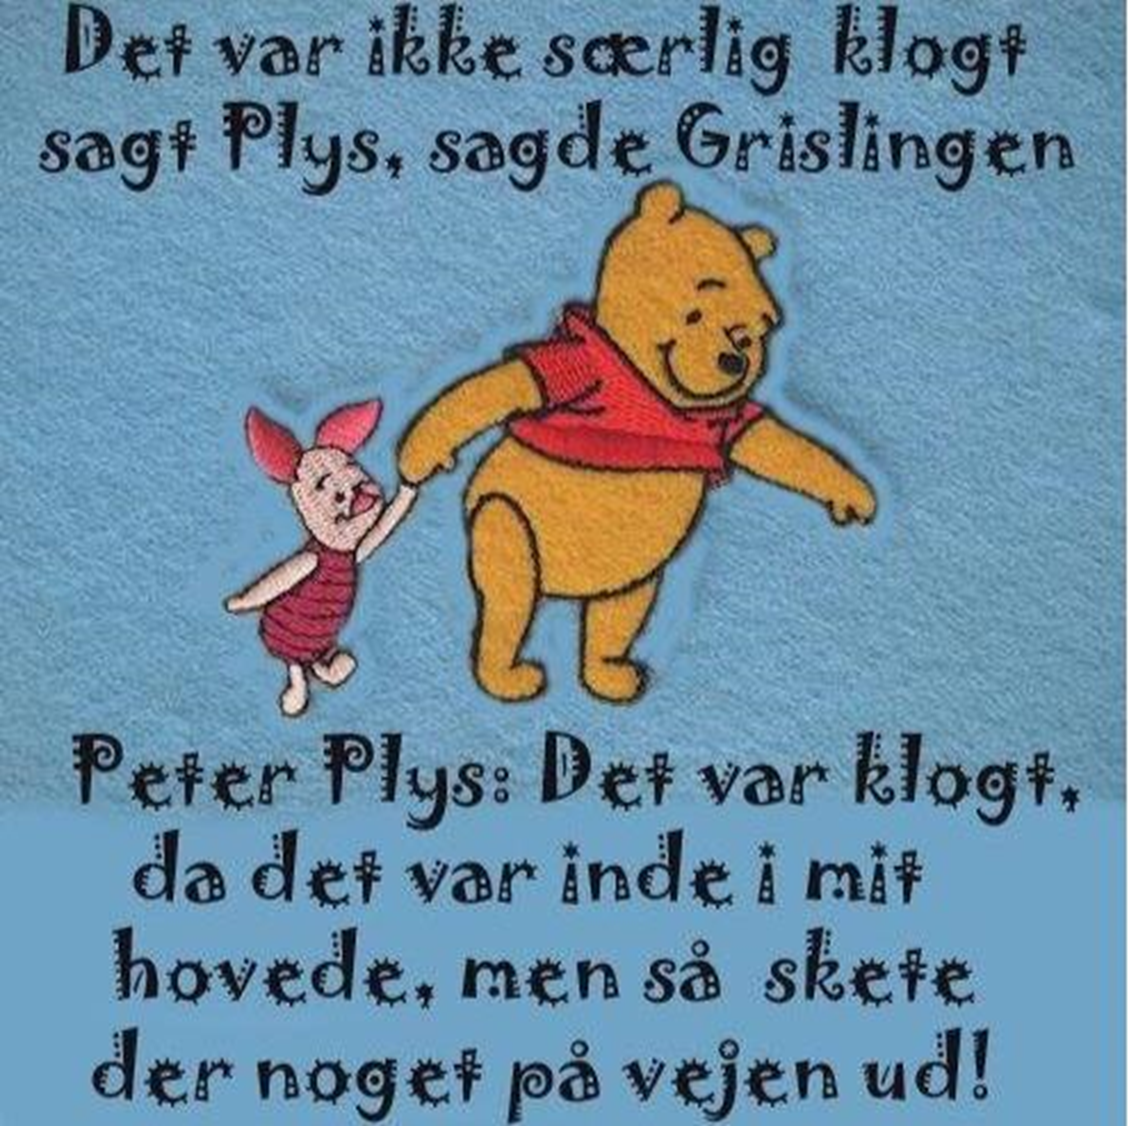 Det var ikke særlig klogt
sagt Plys, sagde Grislingen
Peter Plys: Det var klogt,
da det var inde i mit
hovede, men så skete
der noget på vejen ud!